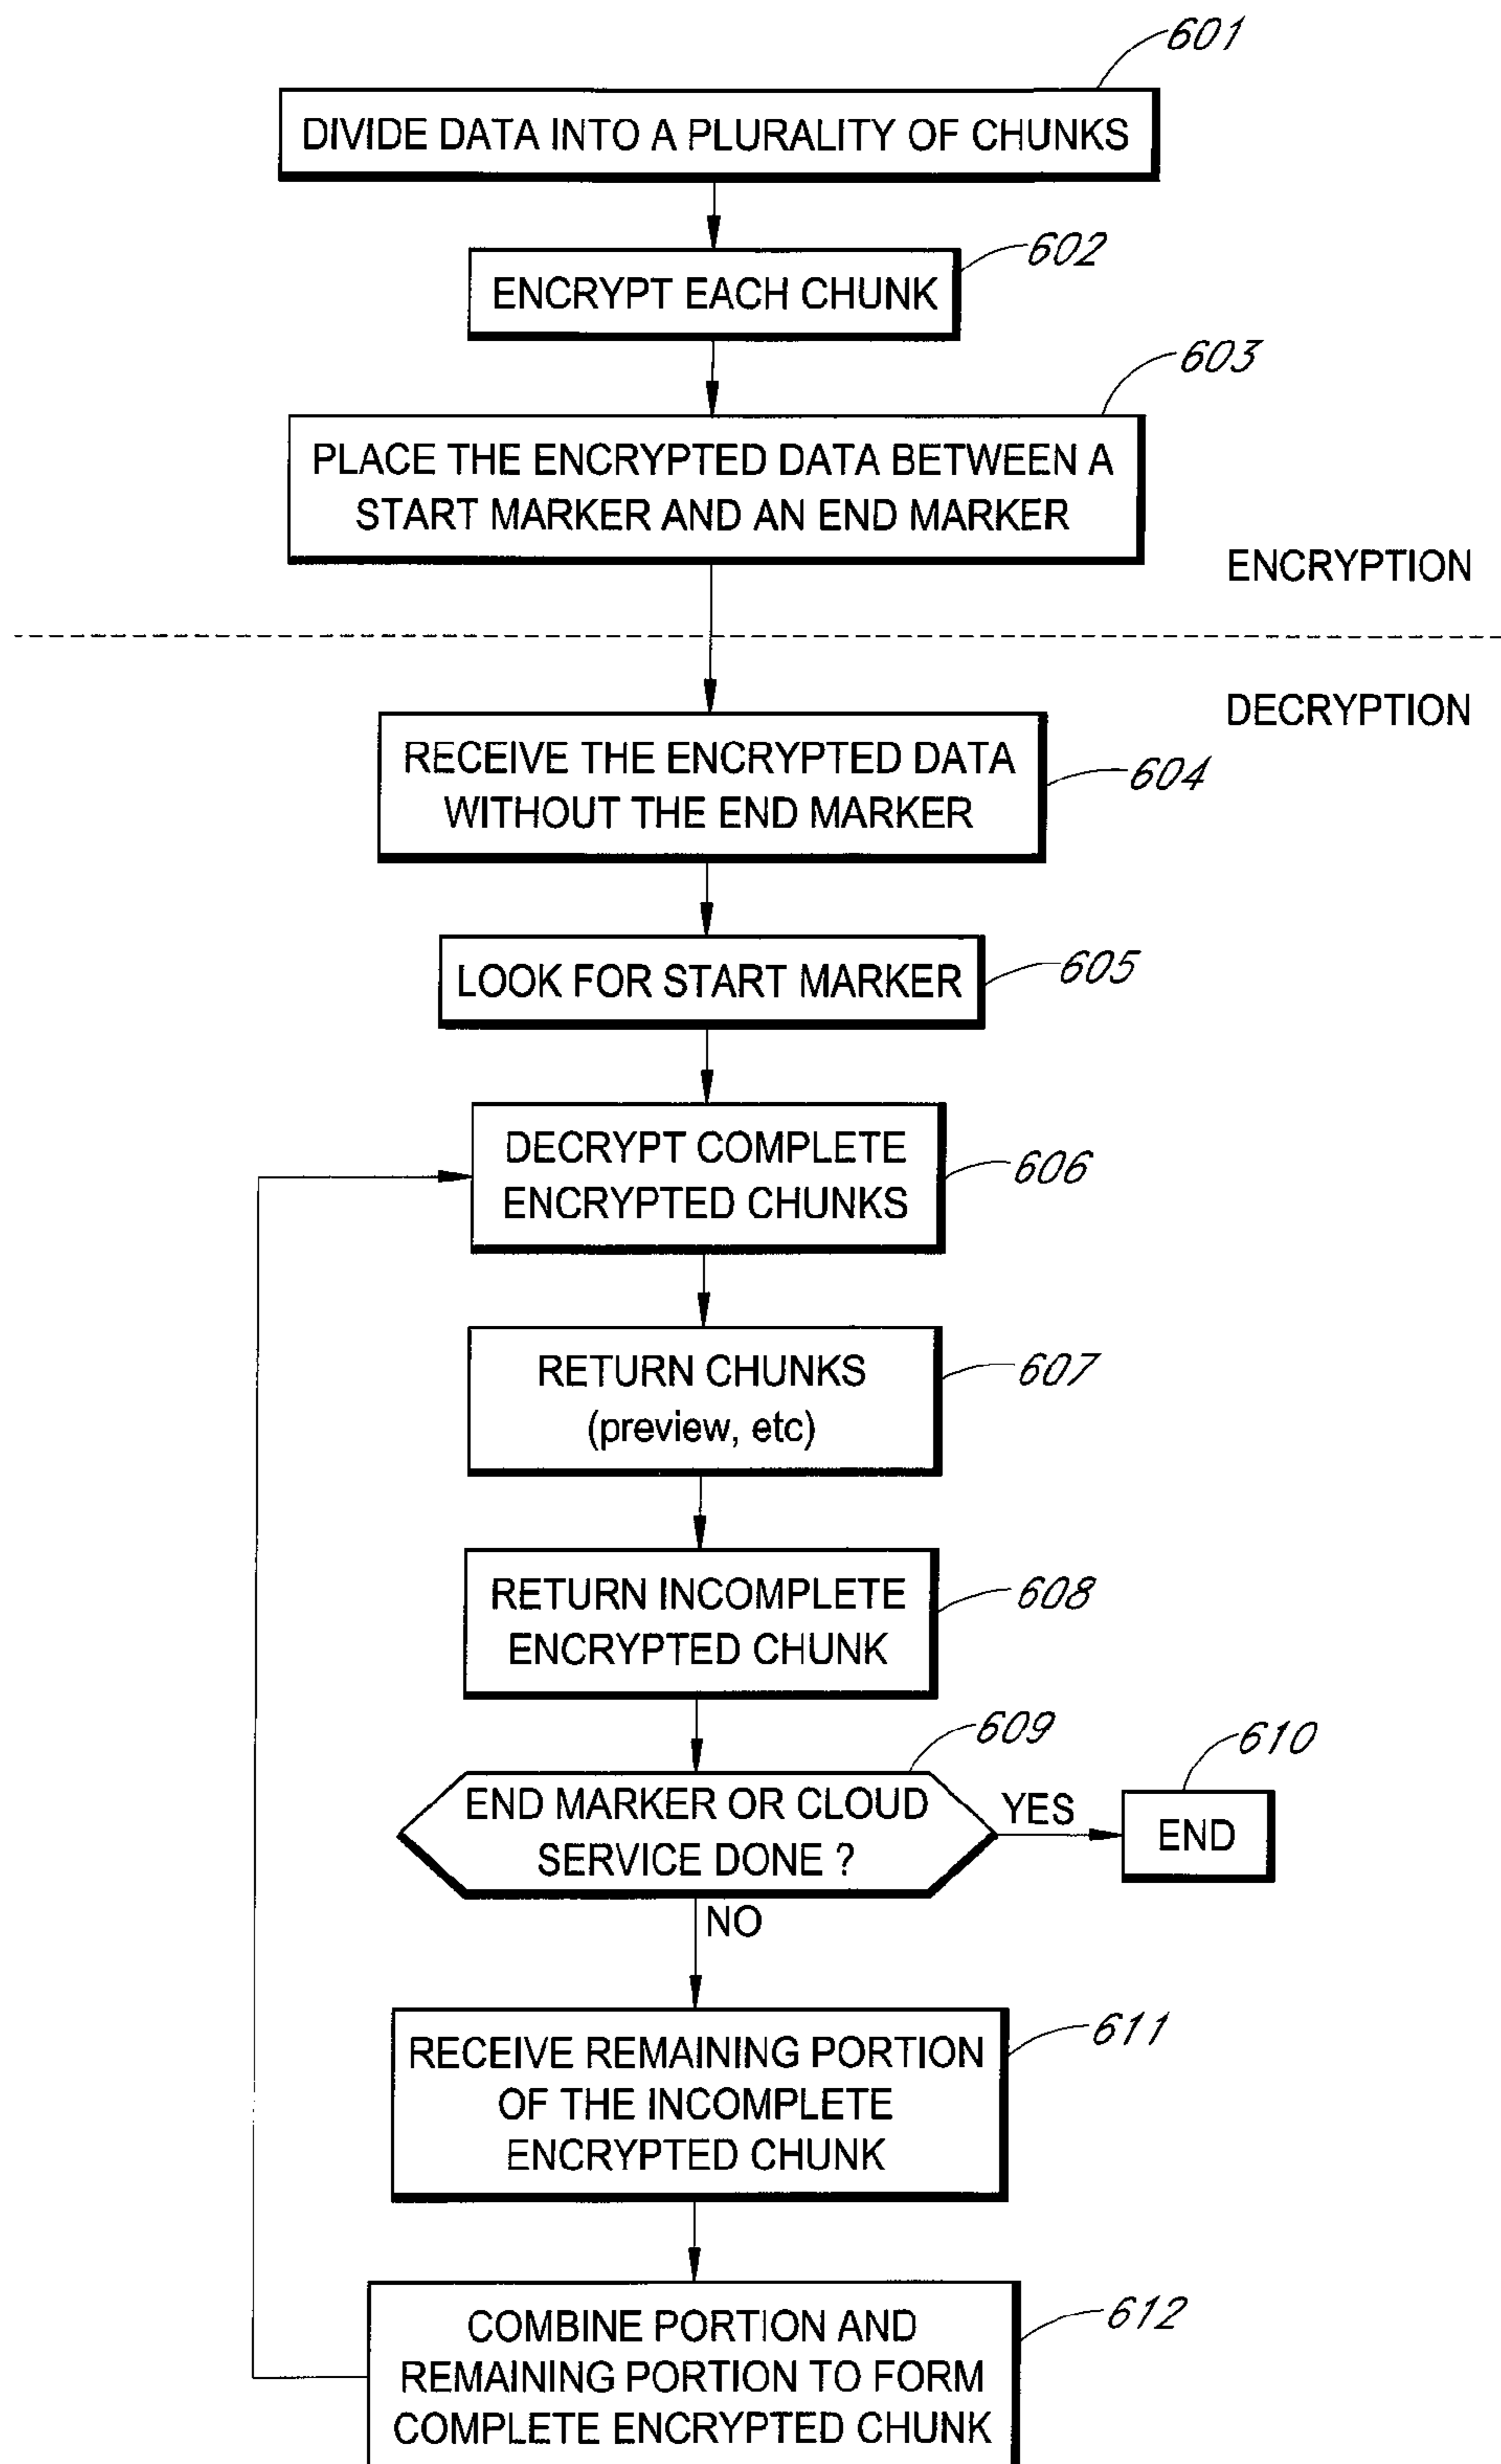 601
DIVIDE DATA INTO A PLURALITY OF CHUNKS
602
ENCRYPT EACH CHUNK
603
PLACE THE ENCRYPTED DATA BETWEEN A
START MARKER AND AN END MARKER
ENCRYPTION
DECRYPTION
RECEIVE THE ENCRYPTED DATA
WITHOUT THE END MARKER
604
LOOK FOR START MARKER
605
DECRYPT COMPLETE
ENCRYPTED CHUNKS
606
RETURN CHUNKS
(preview, etc)
607
RETURN INCOMPLETE
ENCRYPTED CHUNK
608
609
END MARKER OR CLOUD
SERVICE DONE ?
YES
610
END
NO
RECEIVE REMAINING PORTION
OF THE INCOMPLETE
ENCRYPTED CHUNK
611
COMBINE PORTION AND
REMAINING PORTION TO FORM
COMPLETE ENCRYPTED CHUNK
612